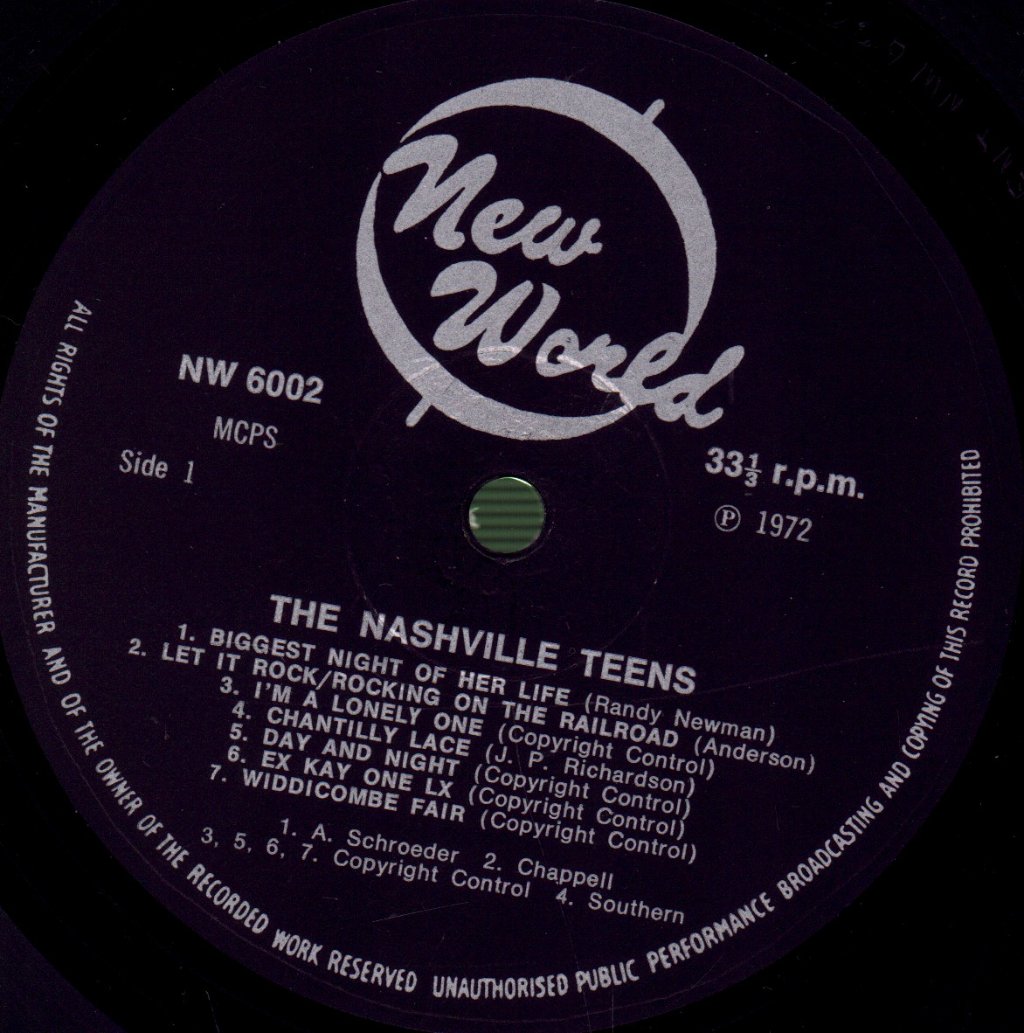 New
World
NW 6002
MCPS
Side 1
33⅓ r.p.m.
Ⓟ 1972
THE NASHVILLE TEENS
1. BIGGEST NIGHT OF HER LIFE (Randy Newman)
2. LET IT ROCK/ROCKING ON THE RAILROAD (Anderson)
3. I'M A LONELY ONE (Copyright Control)
4. CHANTILLY LACE (J. P. Richardson)
5. DAY AND NIGHT (Copyright Control)
6. EX KAY ONE LX (Copyright Control)
7. WIDDICOMBE FAIR (Copyright Control)
1. A. Schroeder 2. Chappell
3, 5, 6, 7. Copyright Control 4. Southern
ALL RIGHTS OF THE MANUFACTURER AND OF THE OWNER OF THE RECORDED WORK RESERVED UNAUTHORISED PUBLIC PERFORMANCE BROADCASTING AND COPYING OF THIS RECORD PROHIBITED